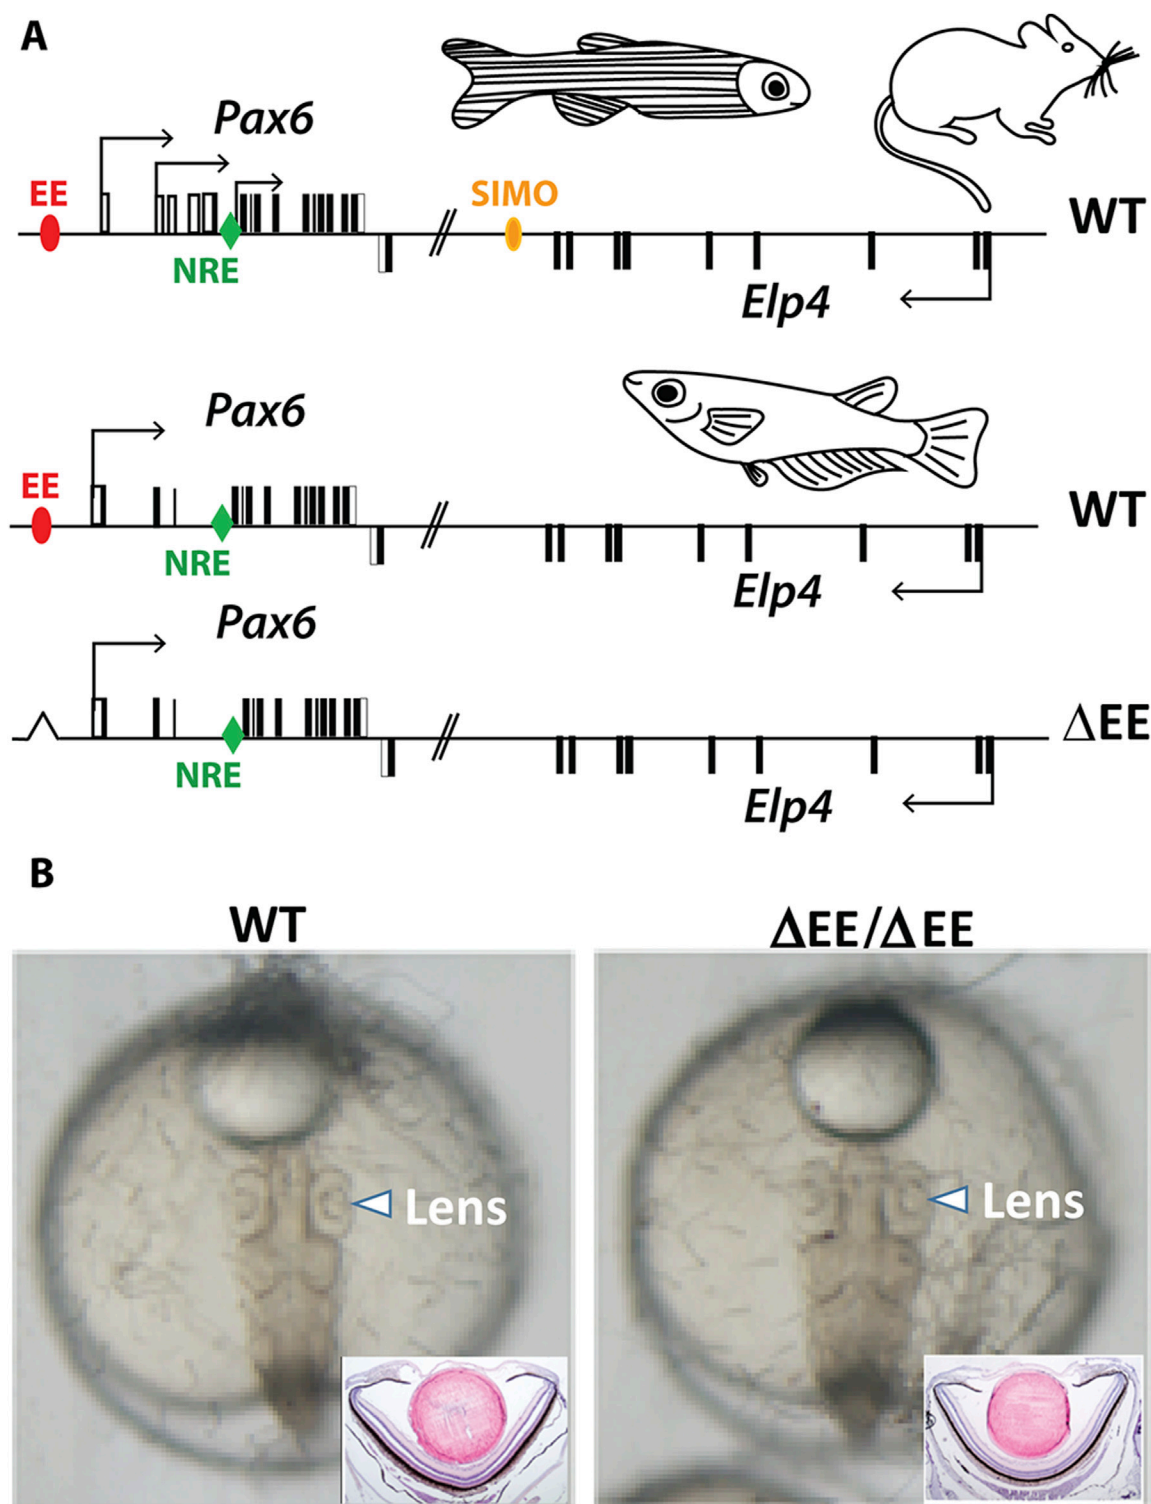 A
Pax6
EE
SIMO
WT
NRE
Elp4
Pax6
EE
WT
NRE
Elp4
Pax6
ΔEE
NRE
Elp4
B
WT
ΔEE/ΔEE
Lens
Lens